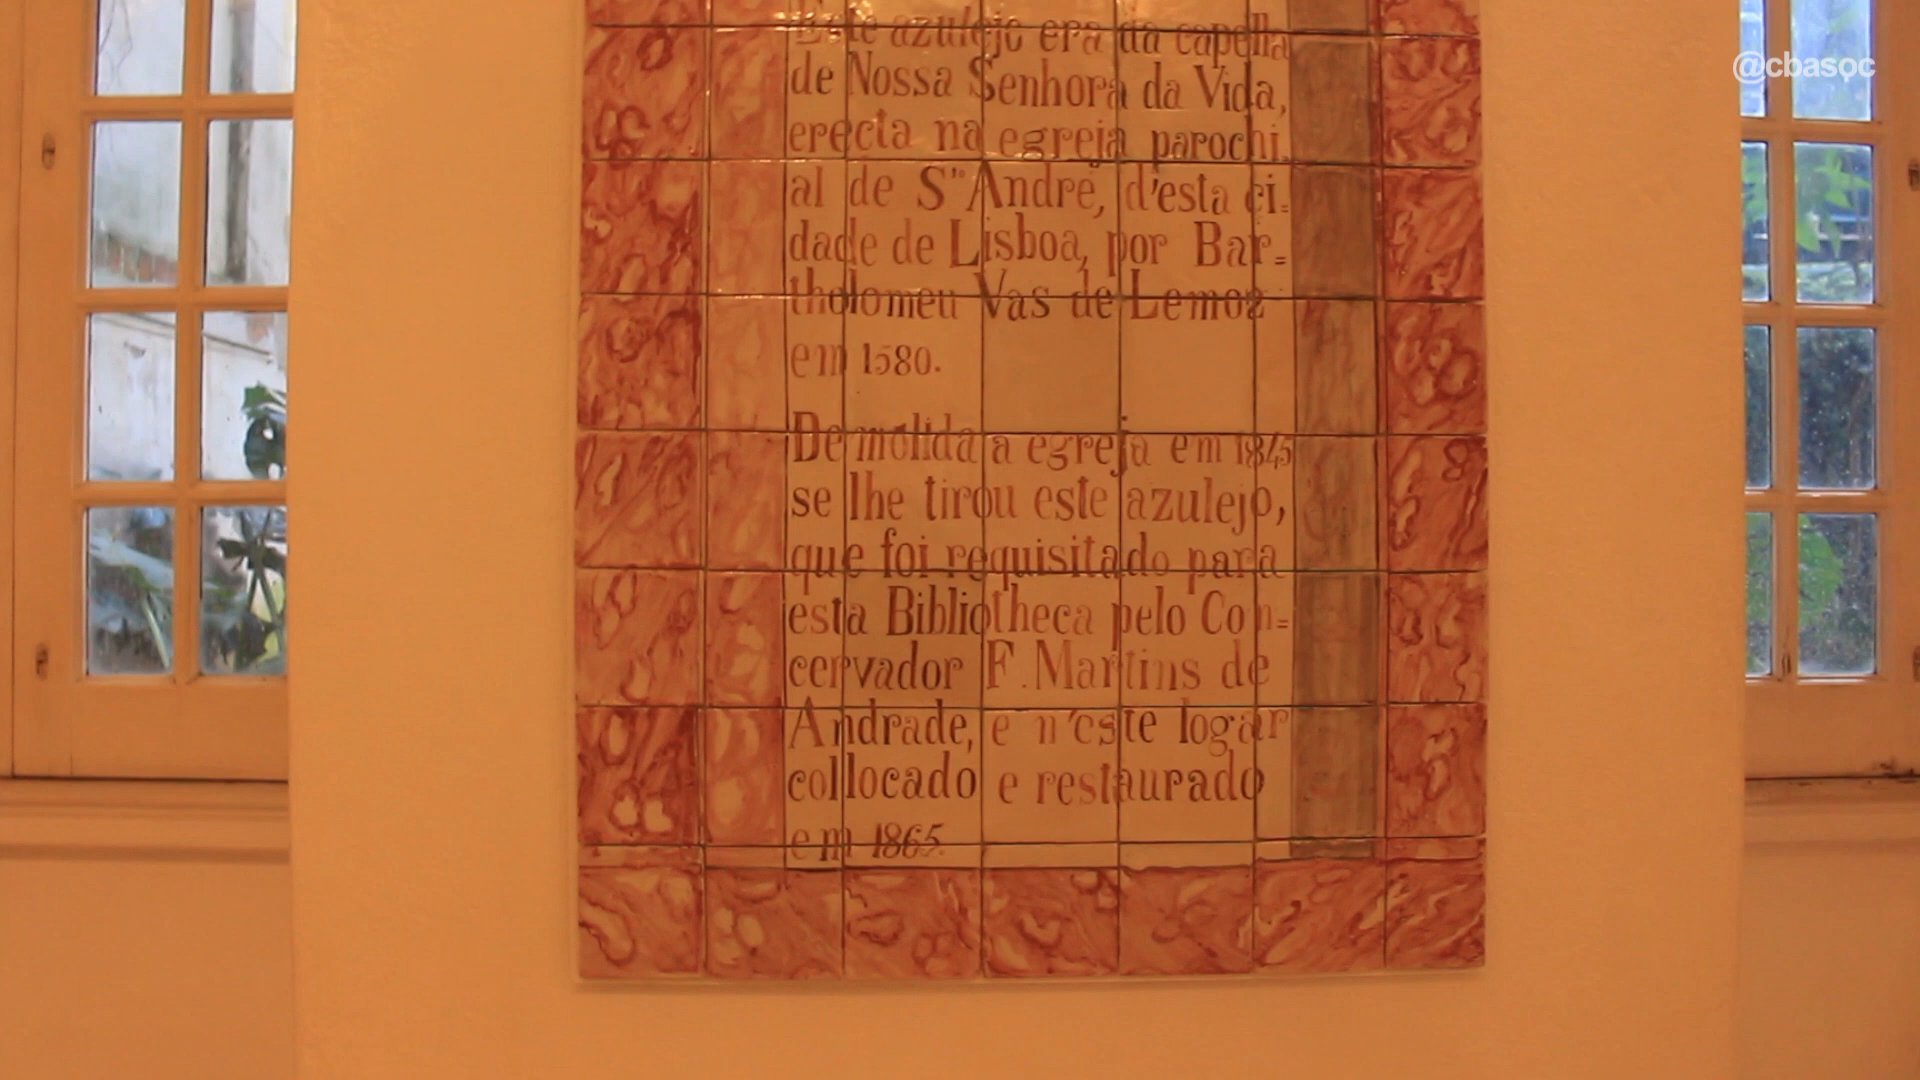 Este azulejo era da capella
de Nossa Senhora da Vida,
erecta na egreja parochi.
al de Sto André, d'esta ci=
dade de Lisboa, por Bar=
tholomeu Vas de Lemos
em 1580.
Demolida a egreja em 1845
se lhe tirou este azulejo,
que foi requisitado para
esta Bibliotheca pelo Con=
cervador F. Martins de
Andrade, e n'este logar
collocado e restaurado
em 1865.
@cbasqc